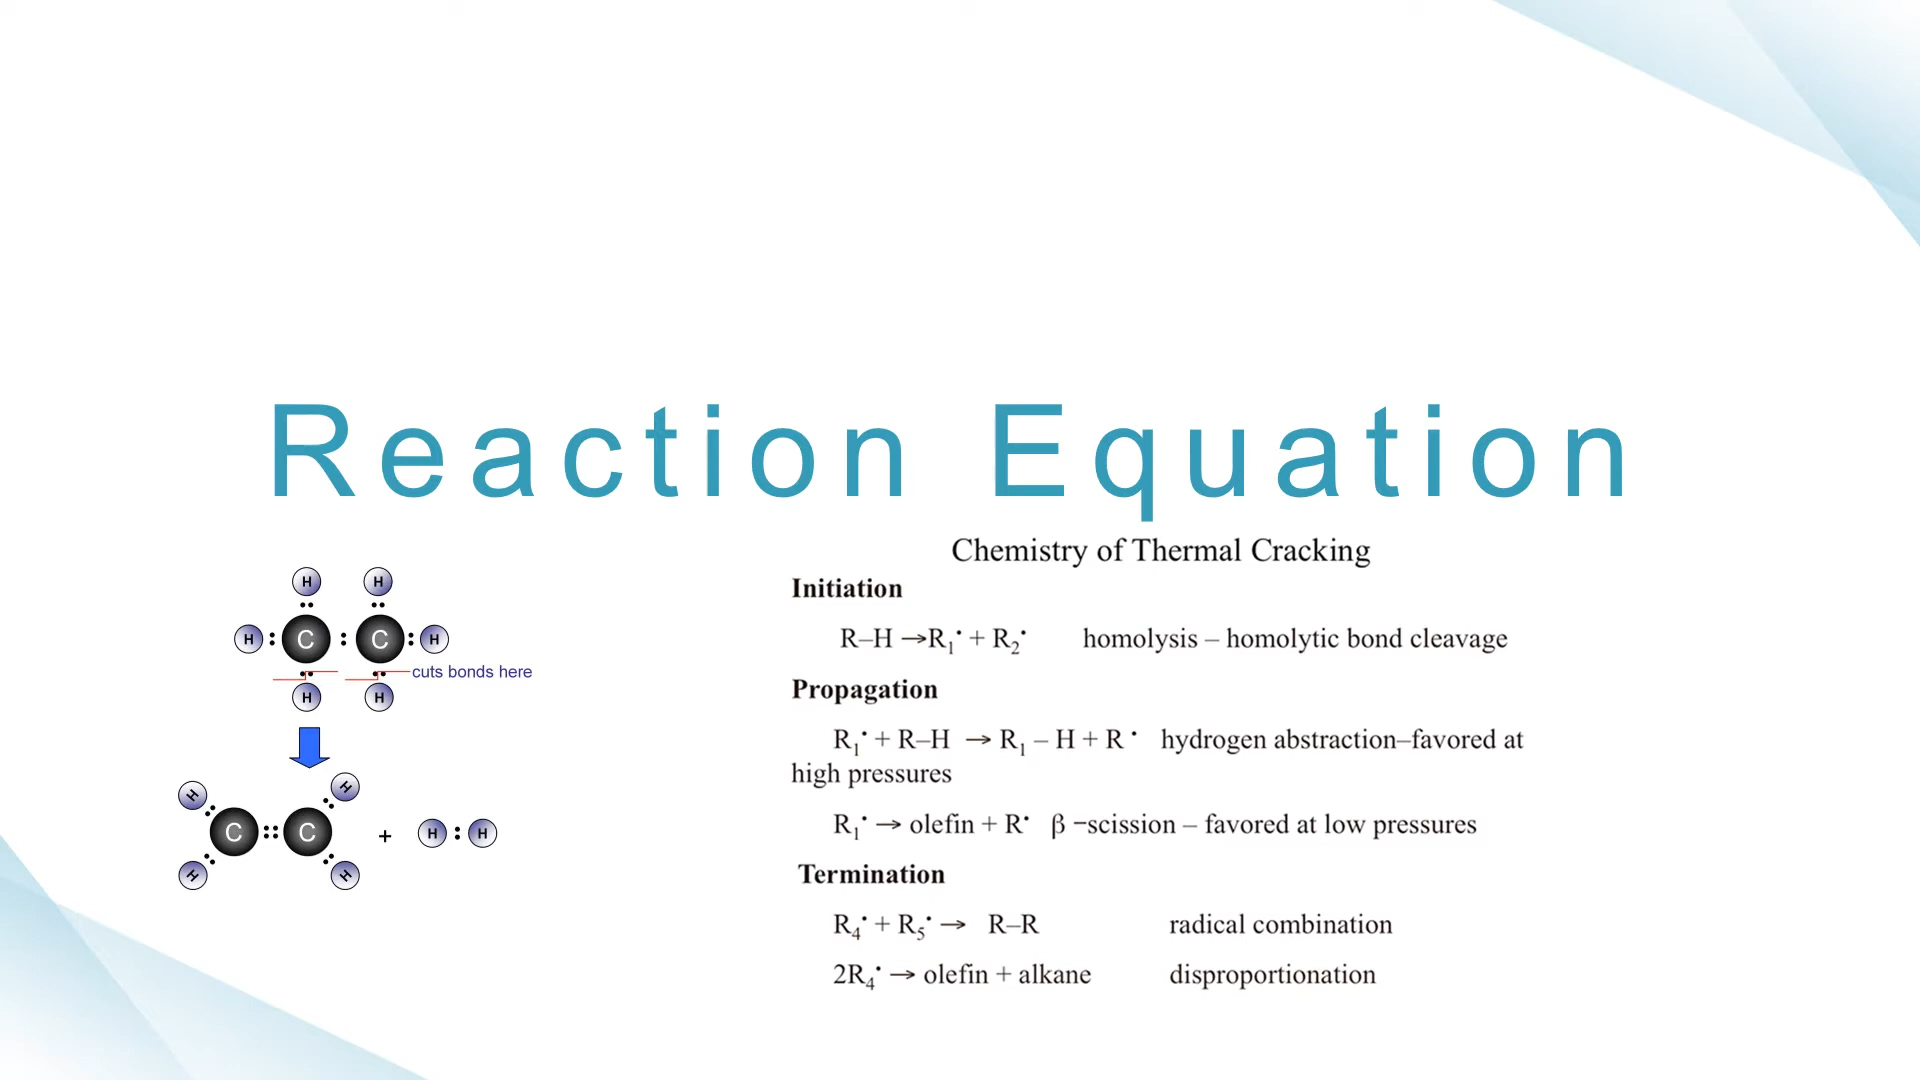 Reaction Equation
Chemistry of Thermal Cracking
Initiation
R–H →R₁• + R₂• homolysis – homolytic bond cleavage
Propagation
R₁• + R–H → R₁ – H + R • hydrogen abstraction–favored at
high pressures
R₁• → olefin + R• β –scission – favored at low pressures
Termination
R₄• + R₅• → R–R radical combination
2R₄• → olefin + alkane disproportionation
H H
H : C : C : H
cuts bonds here
H H
H H
C :: C + H : H
H H